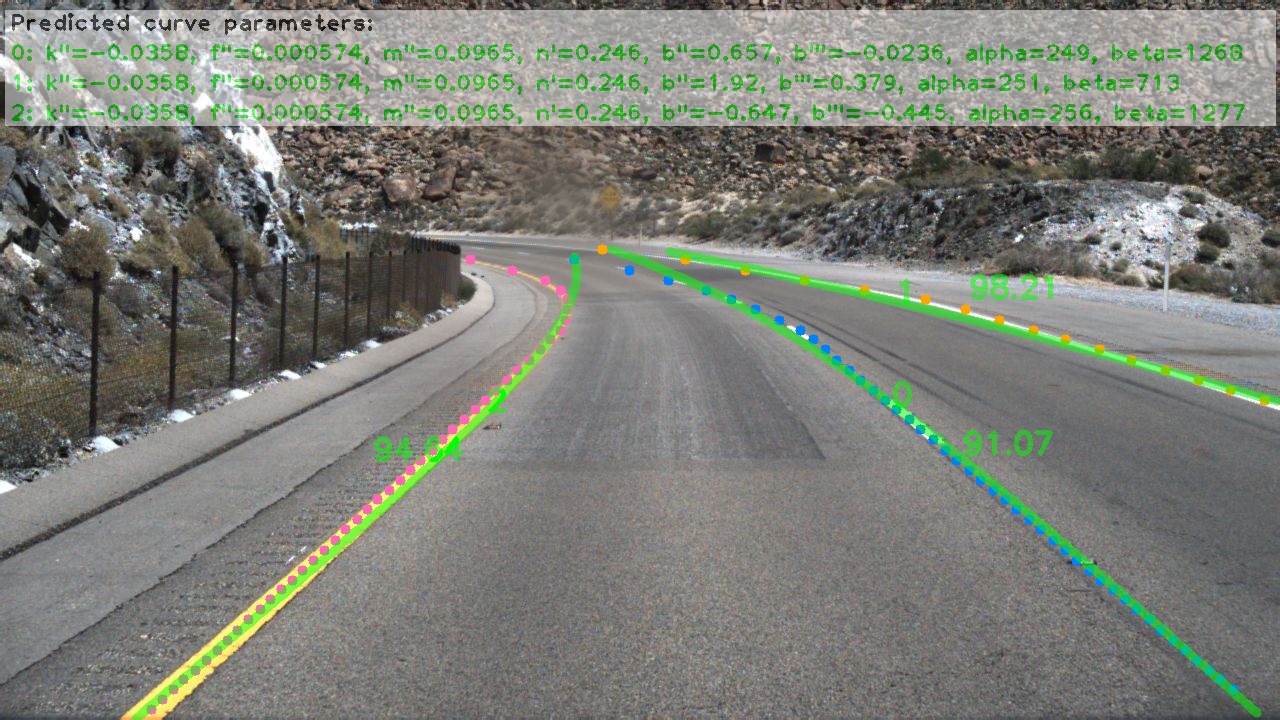 Predicted curve parameters:
0: k''=-0.0358, f''=0.000574, m''=0.0965, n'=0.246, b''=0.657, b'''=-0.0236, alpha=249, beta=1268
1: k''=-0.0358, f''=0.000574, m''=0.0965, n'=0.246, b''=1.92, b'''=0.379, alpha=251, beta=713
2: k''=-0.0358, f''=0.000574, m''=0.0965, n'=0.246, b''=-0.647, b'''=-0.445, alpha=256, beta=1277
1 98.21
0
2
91.07